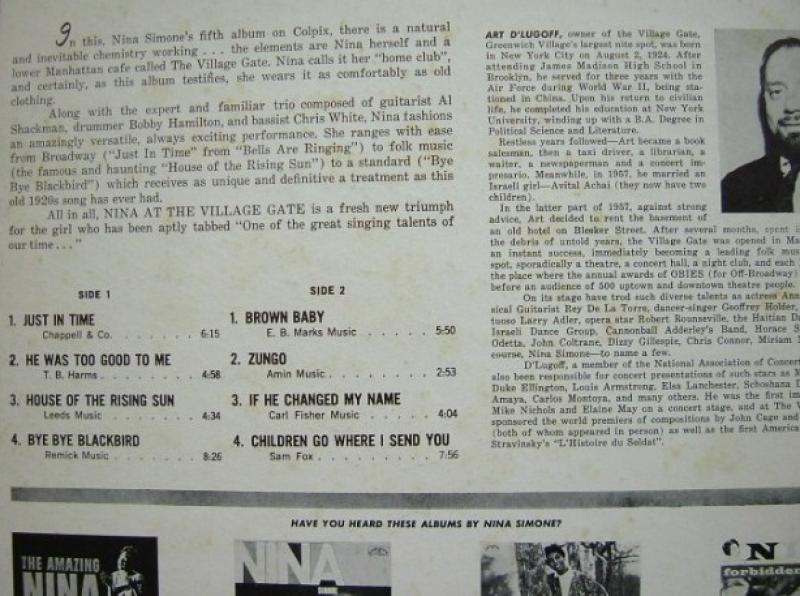 In this, Nina Simone's fifth album on Colpix, there is a natural
and inevitable chemistry working . . . the elements are Nina herself and a
lower Manhattan cafe called The Village Gate. Nina calls it her "home club",
and certainly, as this album testifies, she wears it as comfortably as old
clothing.
Along with the expert and familiar trio composed of guitarist Al
Shackman, drummer Bobby Hamilton, and bassist Chris White, Nina fashions
an amazingly versatile, always exciting performance. She ranges with ease
from Broadway ("Just In Time" from "Bells Are Ringing") to folk music
(the famous and haunting "House of the Rising Sun") to a standard ("Bye
Bye Blackbird") which receives as unique and definitive a treatment as this
old 1920s song has ever had.
All in all, NINA AT THE VILLAGE GATE is a fresh new triumph
for the girl who has been aptly tabbed "One of the great singing talents of
our time . . ."
SIDE 1
1. JUST IN TIME
Chappell & Co. . . . . . . . . 6:15
2. HE WAS TOO GOOD TO ME
T. B. Harms . . . . . . . . . 4:58
3. HOUSE OF THE RISING SUN
Leeds Music . . . . . . . . . 4:34
4. BYE BYE BLACKBIRD
Remick Music . . . . . . . . 8:26
SIDE 2
1. BROWN BABY
E. B. Marks Music . . . . . . 5:50
2. ZUNGO
Amin Music . . . . . . . . . 2:53
3. IF HE CHANGED MY NAME
Carl Fisher Music . . . . . . 4:04
4. CHILDREN GO WHERE I SEND YOU
Sam Fox . . . . . . . . . . 7:56
ART D'LUGOFF, owner of the Village Gate,
Greenwich Village's largest nite spot, was born
in New York City on August 2, 1924. After
attending James Madison High School in
Brooklyn, he served for three years with the
Air Force during World War II, being sta-
tioned in China. Upon his return to civilian
life, he completed his education at New York
University, winding up with a B.A. Degree in
Political Science and Literature.
Restless years followed—Art became a book
salesman, then a taxi driver, a librarian, a
waiter, a newspaperman and a concert im-
presario. Meanwhile, in 1957, he married an
Israeli girl—Avital Achai (they now have two
children).
In the latter part of 1957, against strong
advice, Art decided to rent the basement of
an old hotel on Bleeker Street. After several months, spent
the debris of untold years, the Village Gate was opened in
an instant success, immediately becoming a leading folk
spot, sporadically a theatre, a concert hall, a night club, and each
the place where the annual awards of OBIES (for Off-Broadway)
before an audience of 500 uptown and downtown theatre people.
On its stage have trod such diverse talents as actress
sical Guitarist Rey De La Torre, dancer-singer Geoffrey Holder,
tuoso Larry Adler, opera star Robert Rounseville, the Haitian
Israeli Dance Group, Cannonball Adderley's Band, Horace S
Odetta, John Coltrane, Dizzy Gillespie, Chris Connor, Miriam
course, Nina Simone—to name a few.
D'Lugoff, a member of the National Association of Concert
also been responsible for concert presentations of such stars as
Duke Ellington, Louis Armstrong, Elsa Lanchester, Schoshana
Amaya, Carlos Montoya, and many others. He was the first im
Mike Nichols and Elaine May on a concert stage, and at The V
sponsored the world premieres of compositions by John Cage and
(both of whom appeared in person) as well as the first America
Stravinsky's "L'Histoire du Soldat".
HAVE YOU HEARD THESE ALBUMS BY NINA SIMONE?
THE AMAZING
NINA
NINA
SIMONE
N
forbidden